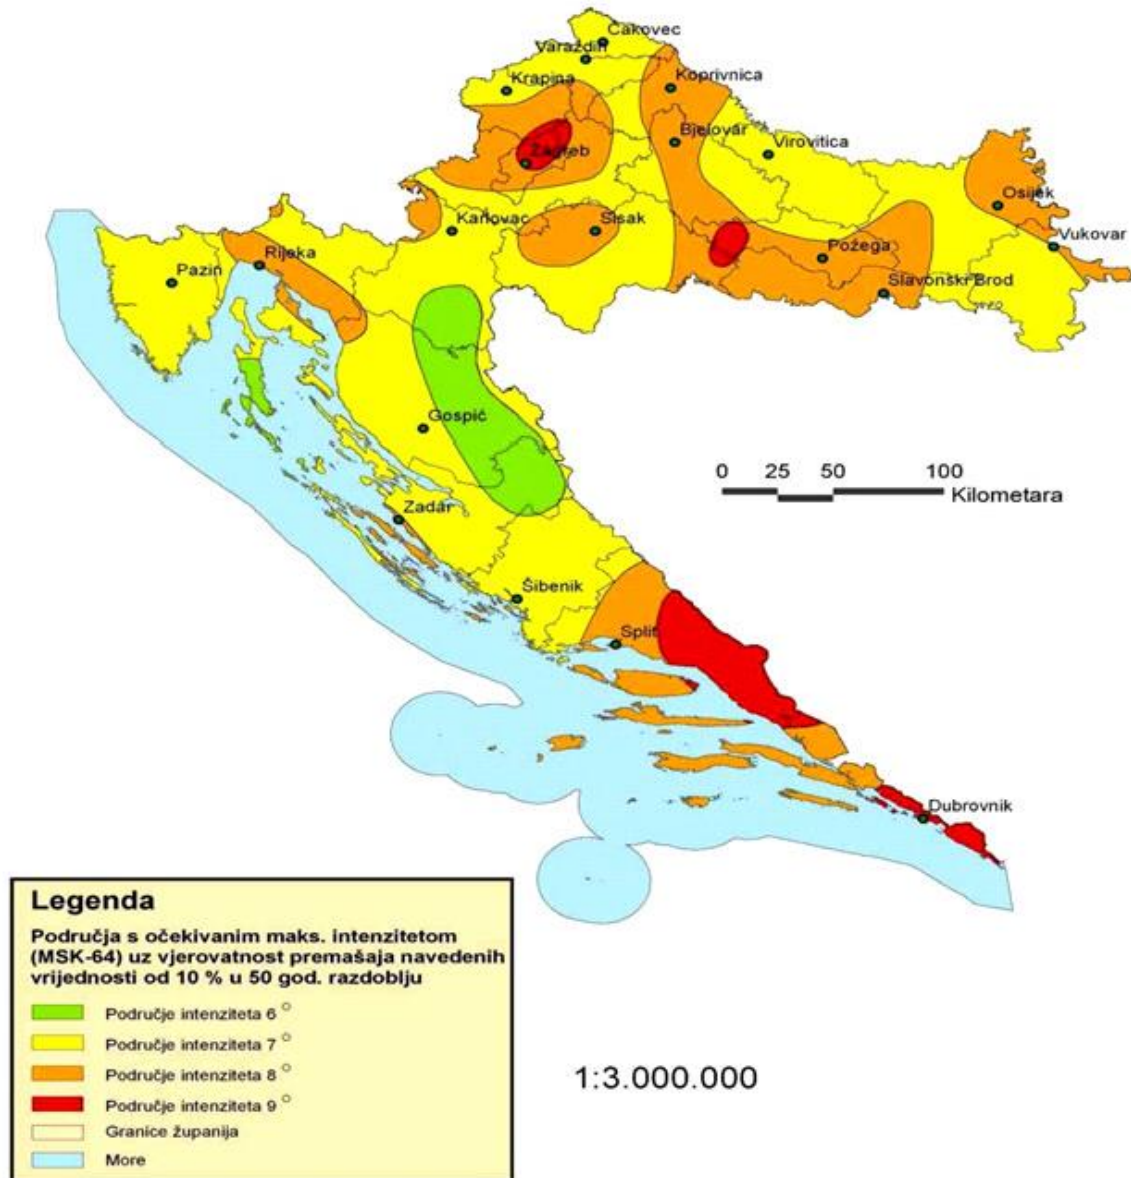 Čakovec
Varaždin
Krapina
Koprivnica
Bjelovar
Virovitica
Zagreb
Osijek
Karlovac
Sisak
Vukovar
Požega
Rijeka
Pazin
Slavonski Brod
Gospić
0 25 50 100
Kilometara
Zadar
Šibenik
Split
Dubrovnik
Legenda
Područja s očekivanim maks. intenzitetom
(MSK-64) uz vjerovatnost premašaja navedenih
vrijednosti od 10 % u 50 god. razdoblju
Područje intenziteta 6 °
Područje intenziteta 7 °
Područje intenziteta 8 °
Područje intenziteta 9 °
Granice županija
More
1:3.000.000